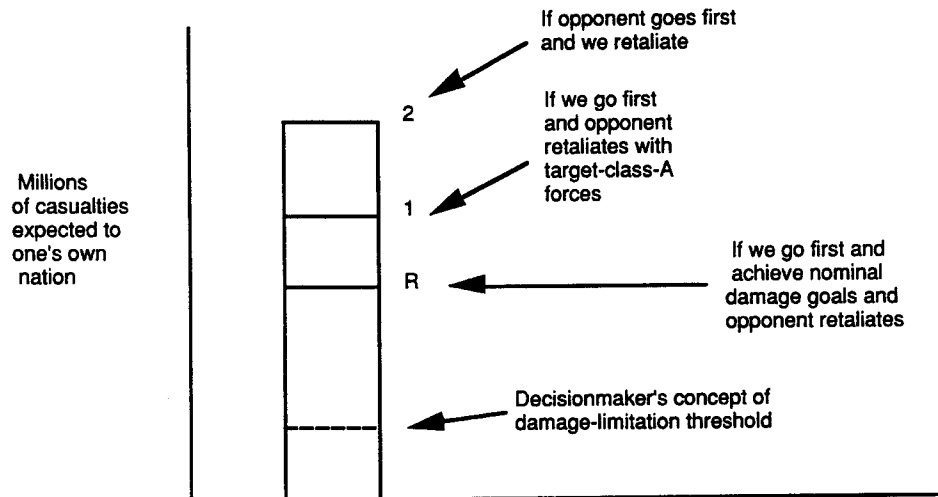 If opponent goes first
and we retaliate
2
If we go first
and opponent
retaliates with
target-class-A
forces
1
Millions
of casualties
expected to
one's own
nation
R
If we go first and
achieve nominal
damage goals and
opponent retaliates
Decisionmaker's concept of
damage-limitation threshold